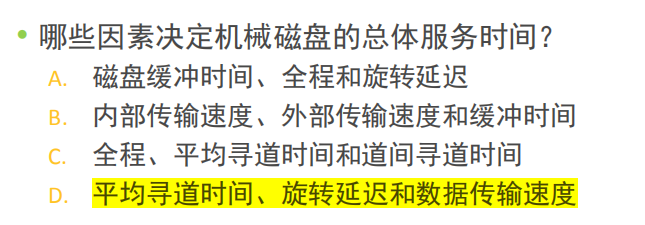 • 哪些因素决定机械磁盘的总体服务时间?
A. 磁盘缓冲时间、全程和旋转延迟
B. 内部传输速度、外部传输速度和缓冲时间
C. 全程、平均寻道时间和道间寻道时间
D. 平均寻道时间、旋转延迟和数据传输速度